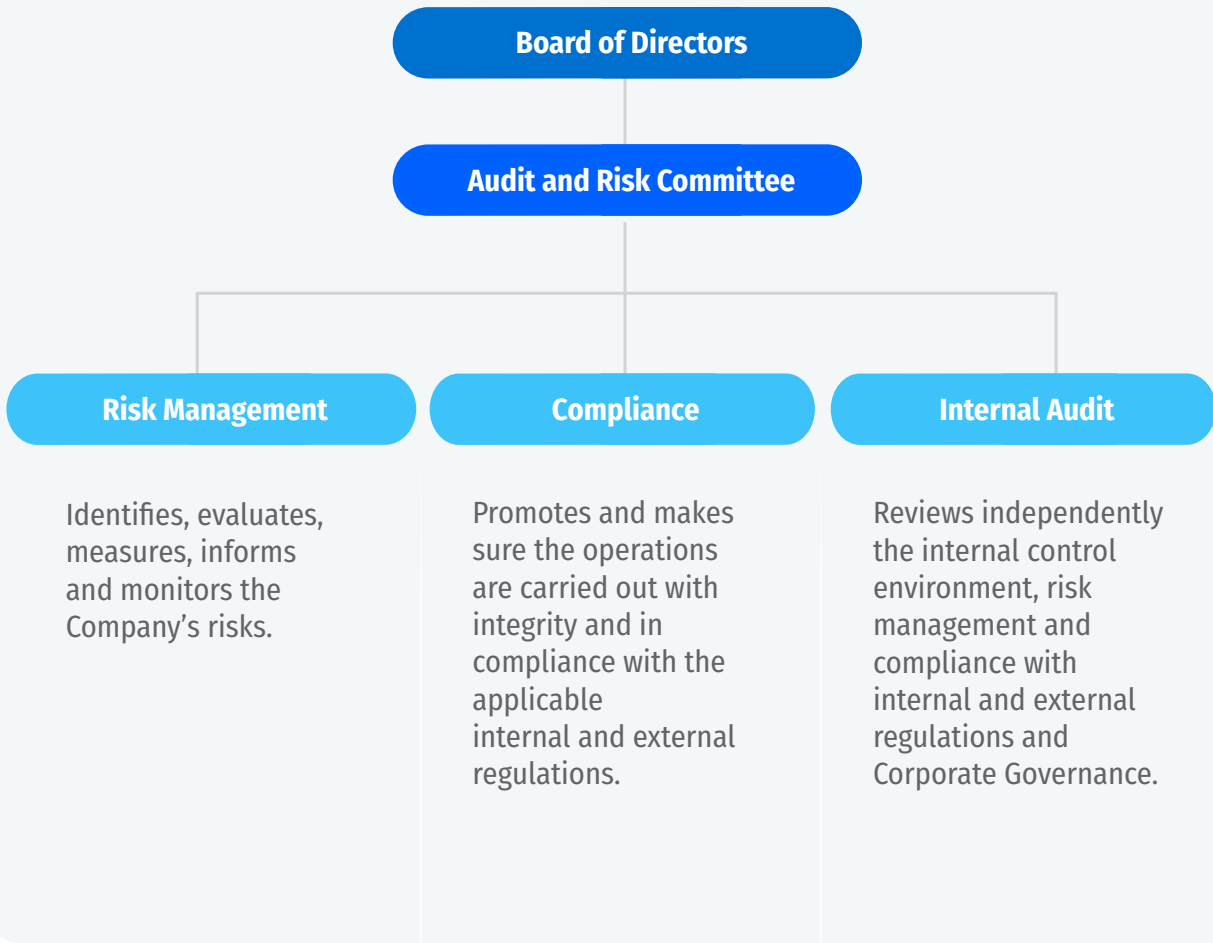 Board of Directors
Audit and Risk Committee
Risk Management
Compliance
Internal Audit
Identifies, evaluates,
measures, informs
and monitors the
Company’s risks.
Promotes and makes
sure the operations
are carried out with
integrity and in
compliance with the
applicable
internal and external
regulations.
Reviews independently
the internal control
environment, risk
management and
compliance with
internal and external
regulations and
Corporate Governance.